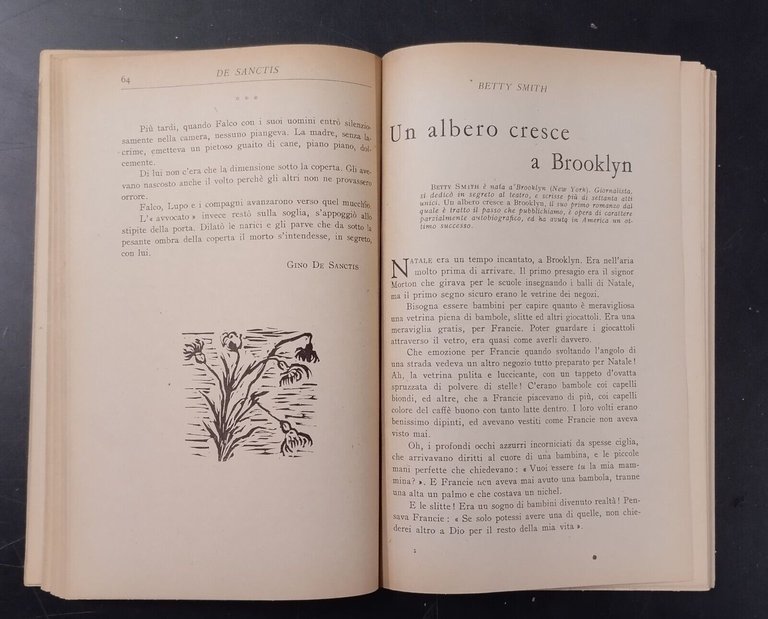 64
DE SANCTIS
* * *
Più tardi, quando Falco con i suoi uomini entrò silenzio-
samente nella camera, nessuno piangeva. La madre, senza la-
crime, emetteva un pietoso guaito di cane, piano piano, dol-
cemente.
Di lui non c'era che la dimensione sotto la coperta. Gli ave-
vano nascosto anche il volto perchè gli altri non ne provassero
orrore.
Falco, Lupo e i compagni avanzarono verso quel mucchio.
L'« avvocato » invece restò sulla soglia, s'appoggiò allo
stipite della porta. Dilatò le narici e gli parve che da sotto la
pesante ombra della coperta il morto s'intendesse, in segreto,
con lui.
GINO DE SANCTIS
BETTY SMITH
Un albero cresce
a Brooklyn
BETTY SMITH è nata a Brooklyn (New York). Giornalista,
si dedicò in segreto al teatro, e scrisse più di settanta atti
unici. Un albero cresce a Brooklyn, il suo primo romanzo dal
quale è tratto il passo che pubblichiamo, è opera di carattere
parzialmente autobiografico, ed ha avuto in America un ot-
timo successo.
NATALE era un tempo incantato, a Brooklyn. Era nell'aria
molto prima di arrivare. Il primo presagio era il signor
Morton che girava per le scuole insegnando i balli di Natale,
ma il primo segno sicuro erano le vetrine dei negozi.
Bisogna essere bambini per capire quanto è meravigliosa
una vetrina piena di bambole, slitte ed altri giocattoli. Era una
meraviglia gratis, per Francie. Poter guardare i giocattoli
attraverso il vetro, era quasi come averli davvero.
Che emozione per Francie quando svoltando l'angolo di
una strada vedeva un altro negozio tutto preparato per Natale!
Ah, la vetrina pulita e luccicante, con un tappeto d'ovatta
spruzzata di polvere di stelle! C'erano bambole coi capelli
biondi, ed altre, che a Francie piacevano di più, coi capelli
colore del caffè buono con tanto latte dentro. I loro volti erano
benissimo dipinti, ed avevano vestiti come Francie non aveva
visto mai.
Oh, i profondi occhi azzurri incorniciati da spesse ciglia,
che arrivavano diritti al cuore di una bambina, e le piccole
mani perfette che chiedevano: « Vuoi essere tu la mia mam-
mina? ». E Francie non aveva mai avuto una bambola, tranne
una alta un palmo e che costava un nichel.
E le slitte! Era un sogno di bambini divenuto realtà! Pen-
sava Francie: « Se solo potessi avere una di quelle, non chie-
derei altro a Dio per il resto della mia vita ».